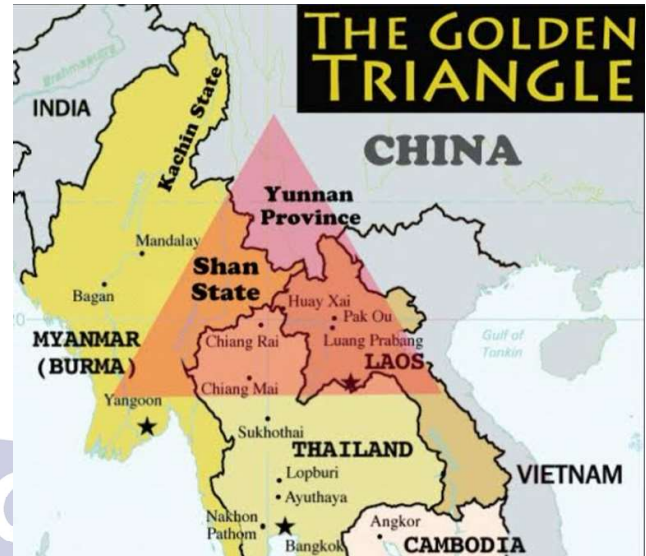 THE GOLDEN
TRIANGLE
INDIA
Kachin State
CHINA
Yunnan
Province
Mandalay
Shan
State
Bagan
Huay Xai
Pak Ou
20
MYANMAR
(BURMA)
Chiang Rai
Luang Prabang
LAOS
Gulf of
Tonkin
Chiang Mai
Yangoon
Sukhothai
THAILAND
Lopburi
VIETNAM
Ayuthaya
Nakhon
Pathom
Bangkok
Angkor
CAMBODIA